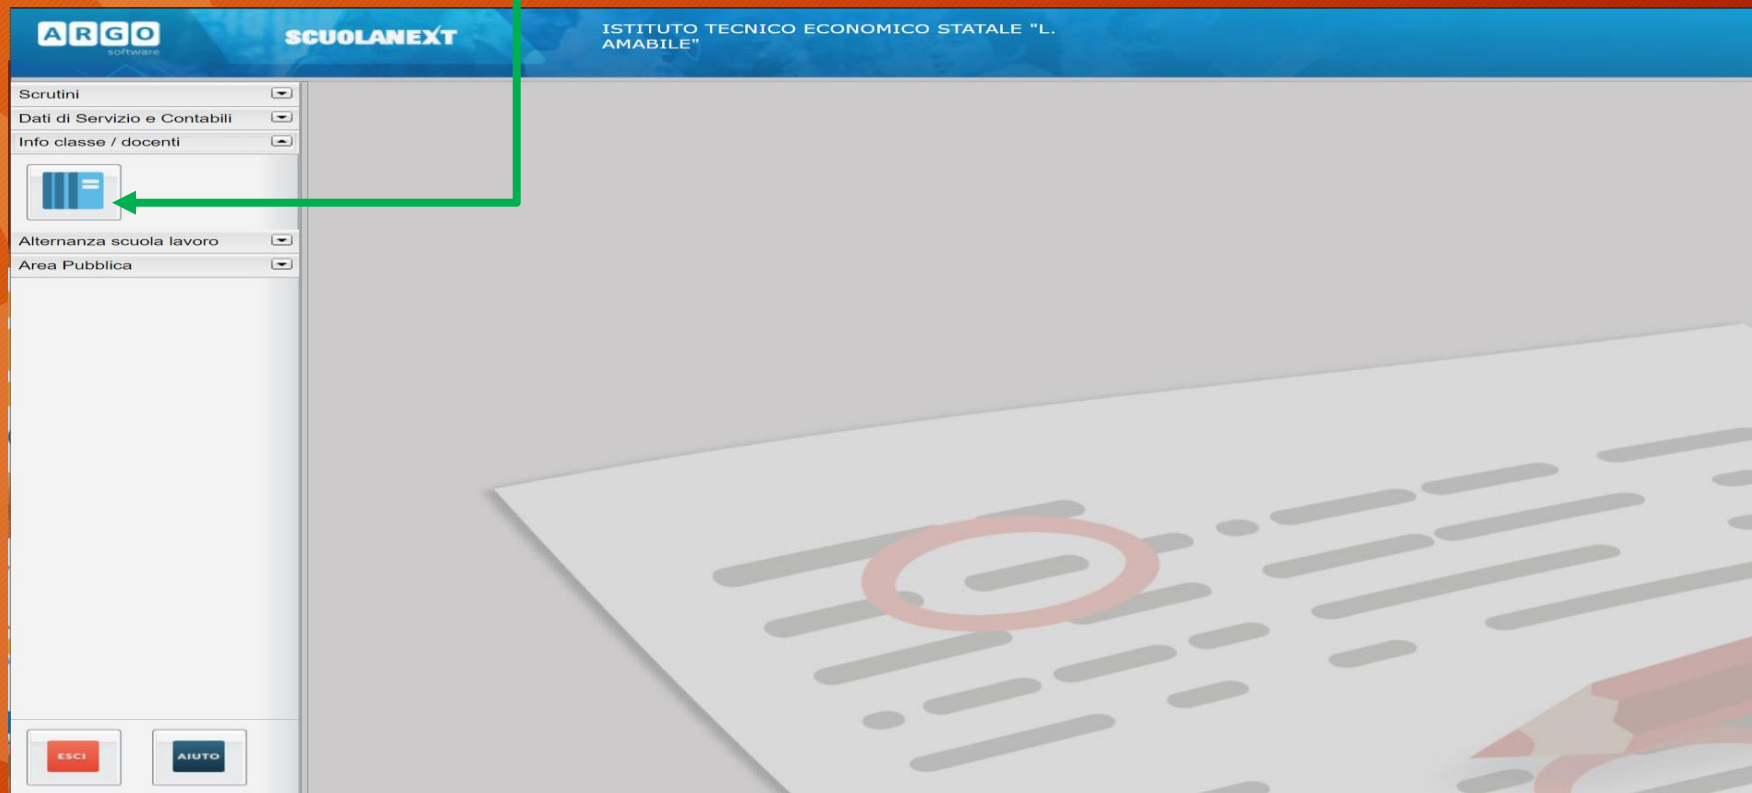 ARGO
software
SCUOLANEXT
ISTITUTO TECNICO ECONOMICO STATALE "L.
AMABILE"
Scrutini
Dati di Servizio e Contabili
Info classe / docenti
Alternanza scuola lavoro
Area Pubblica
ESCI
AIUTO